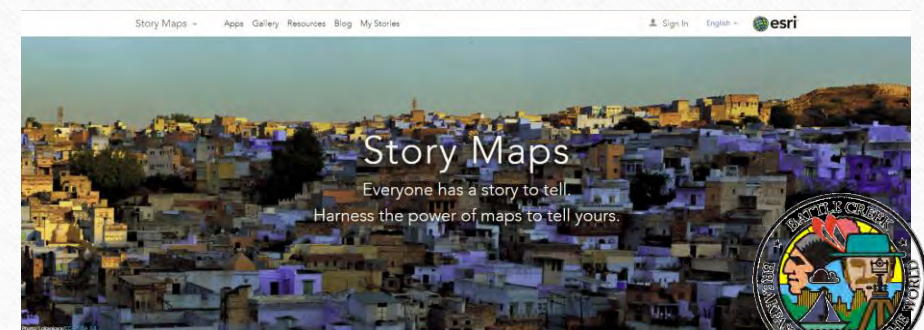 Story Maps
Apps Gallery Resources Blog My Stories
Sign In
English
esri
Story Maps
Everyone has a story to tell.
Harness the power of maps to tell yours.
BATTLE CREEK